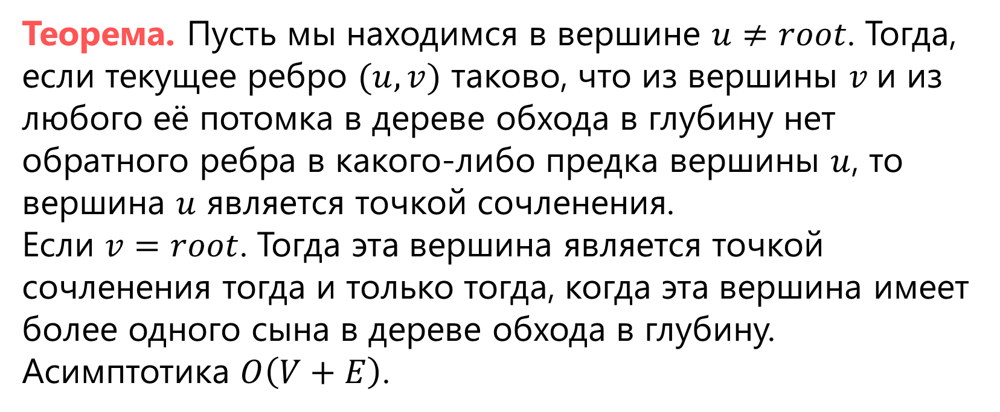 Теорема. Пусть мы находимся в вершине u ≠ root. Тогда,
если текущее ребро (u, v) таково, что из вершины v и из
любого её потомка в дереве обхода в глубину нет
обратного ребра в какого-либо предка вершины u, то
вершина u является точкой сочленения.
Если v = root. Тогда эта вершина является точкой
сочленения тогда и только тогда, когда эта вершина имеет
более одного сына в дереве обхода в глубину.
Асимптотика O(V + E).